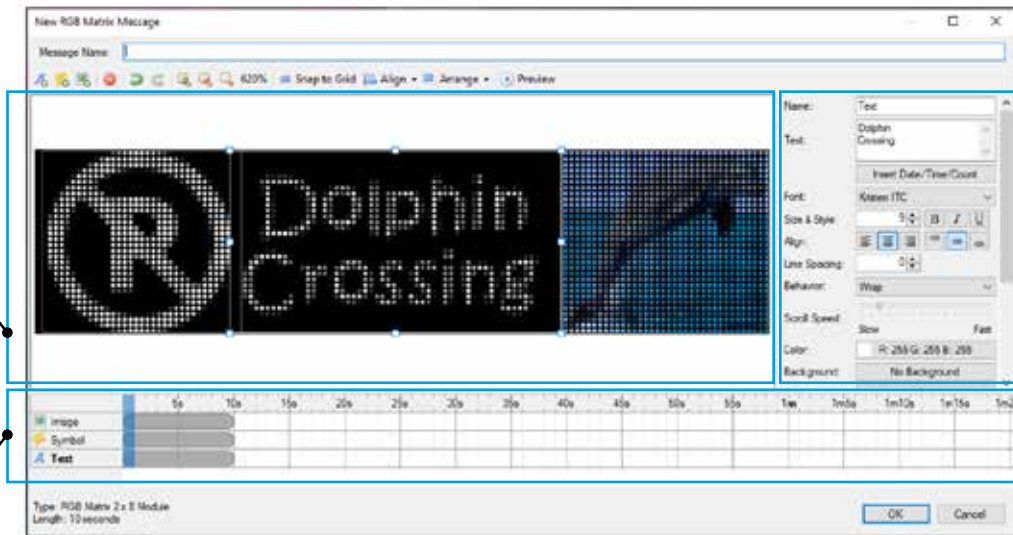 New RGB Matrix Message
Message Name:
620% Snap to Grid Align Arrange Preview
R Dolphin
Crossing
Name: Text
Text: Dolphin
Crossing
Insert Date/Time/Count
Font: Kristen ITC
Size & Style: 9 B I U
Align:
Line Spacing: 0
Behavior: Wrap
Scroll Speed:
Slow Fast
Color: R: 255 G: 255 B: 255
Background: No Background
5s 10s 15s 20s 25s 30s 35s 40s 45s 50s 55s 1m 1m5s 1m10s 1m15s 1m2
Image
Symbol
Text
Type: RGB Matrix 2 x 8 Module
Length: 10 seconds
OK Cancel